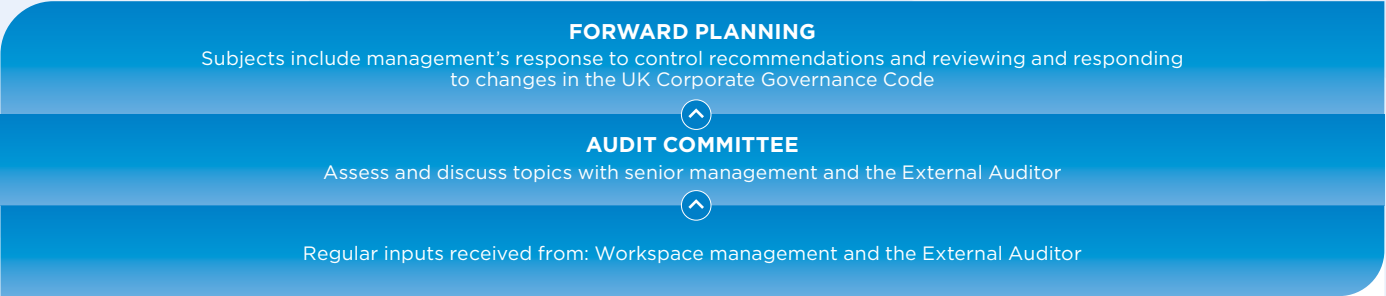 FORWARD PLANNING
Subjects include management’s response to control recommendations and reviewing and responding
to changes in the UK Corporate Governance Code
AUDIT COMMITTEE
Assess and discuss topics with senior management and the External Auditor
Regular inputs received from: Workspace management and the External Auditor